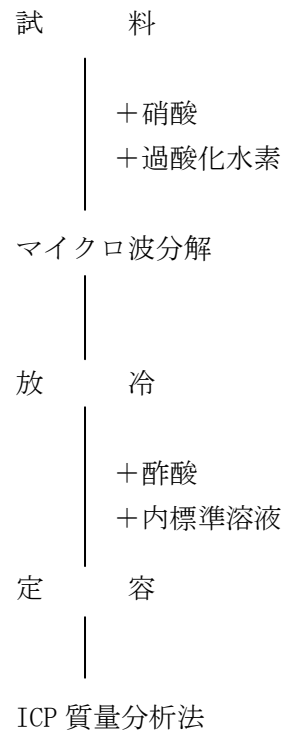 試　　　料
＋硝酸
＋過酸化水素
マイクロ波分解
放　　　冷
＋酢酸
＋内標準溶液
定　　　容
ICP 質量分析法